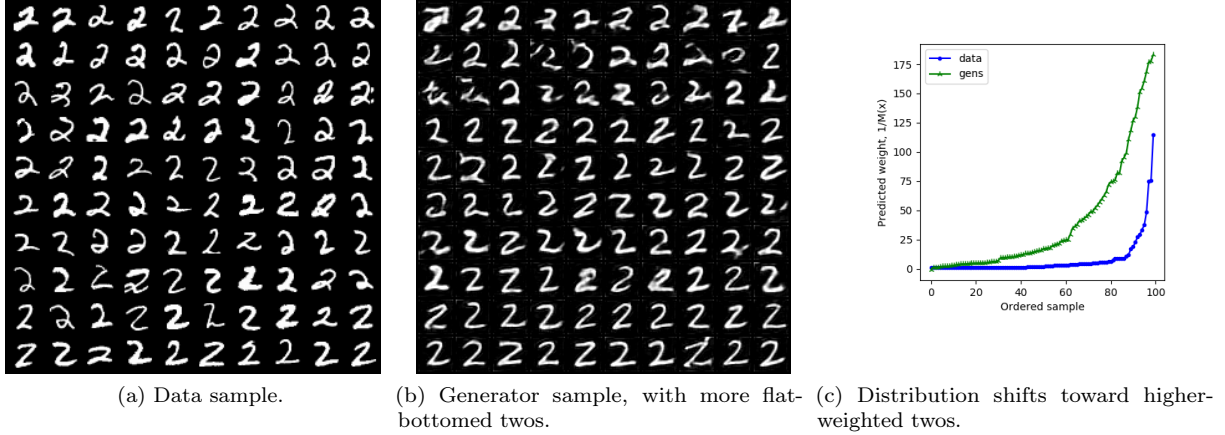 175
150
125
100
75
50
25
0
Predicted weight, 1/M(x)
data
gens
0 20 40 60 80 100
Ordered sample
(a) Data sample.
(b) Generator sample, with more flat-
bottomed twos.
(c) Distribution shifts toward higher-
weighted twos.